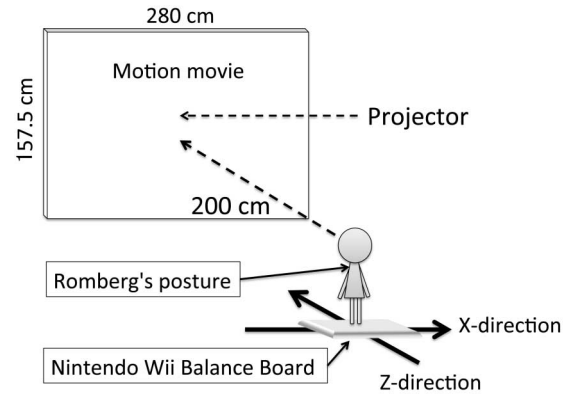 280 cm
Motion movie
157.5 cm
Projector
200 cm
Romberg's posture
X-direction
Nintendo Wii Balance Board
Z-direction